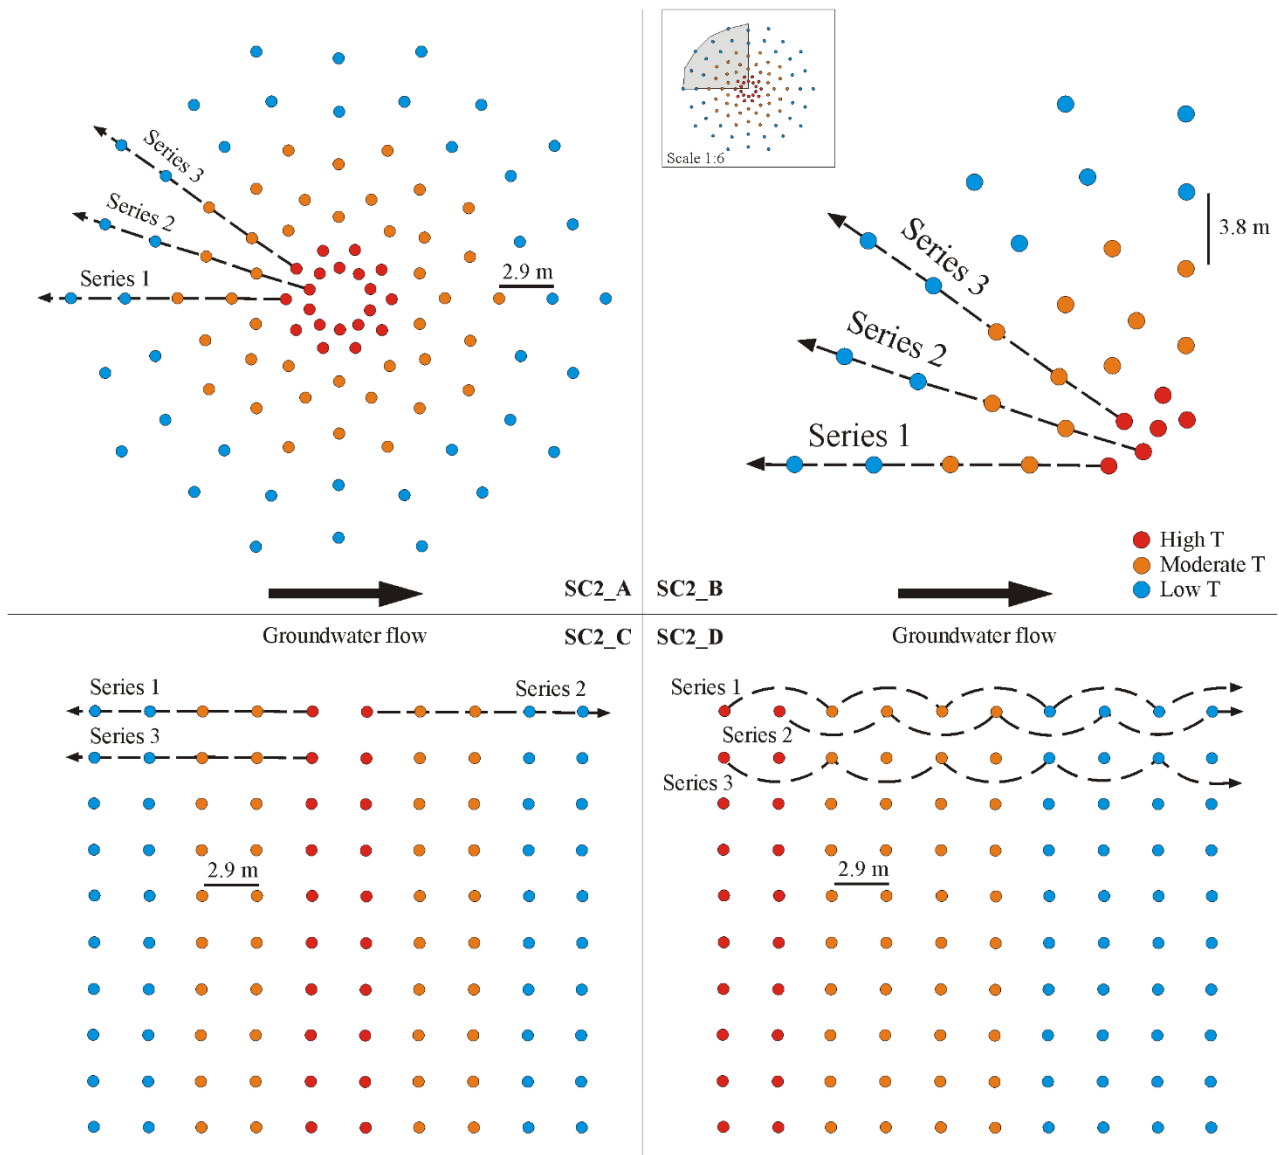 Series 3
Series 2
Series 1
2.9 m
SC2_A
Scale 1:6
3.8 m
Series 3
Series 2
Series 1
High T
Moderate T
Low T
SC2_B
Groundwater flow
SC2_C
Series 1
Series 2
Series 3
2.9 m
SC2_D
Groundwater flow
Series 1
Series 2
Series 3
2.9 m